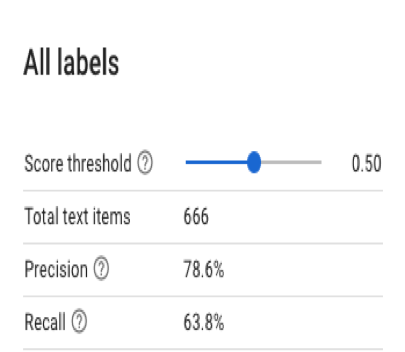 All labels
Score threshold ? 0.50
Total text items 666
Precision ? 78.6%
Recall ? 63.8%